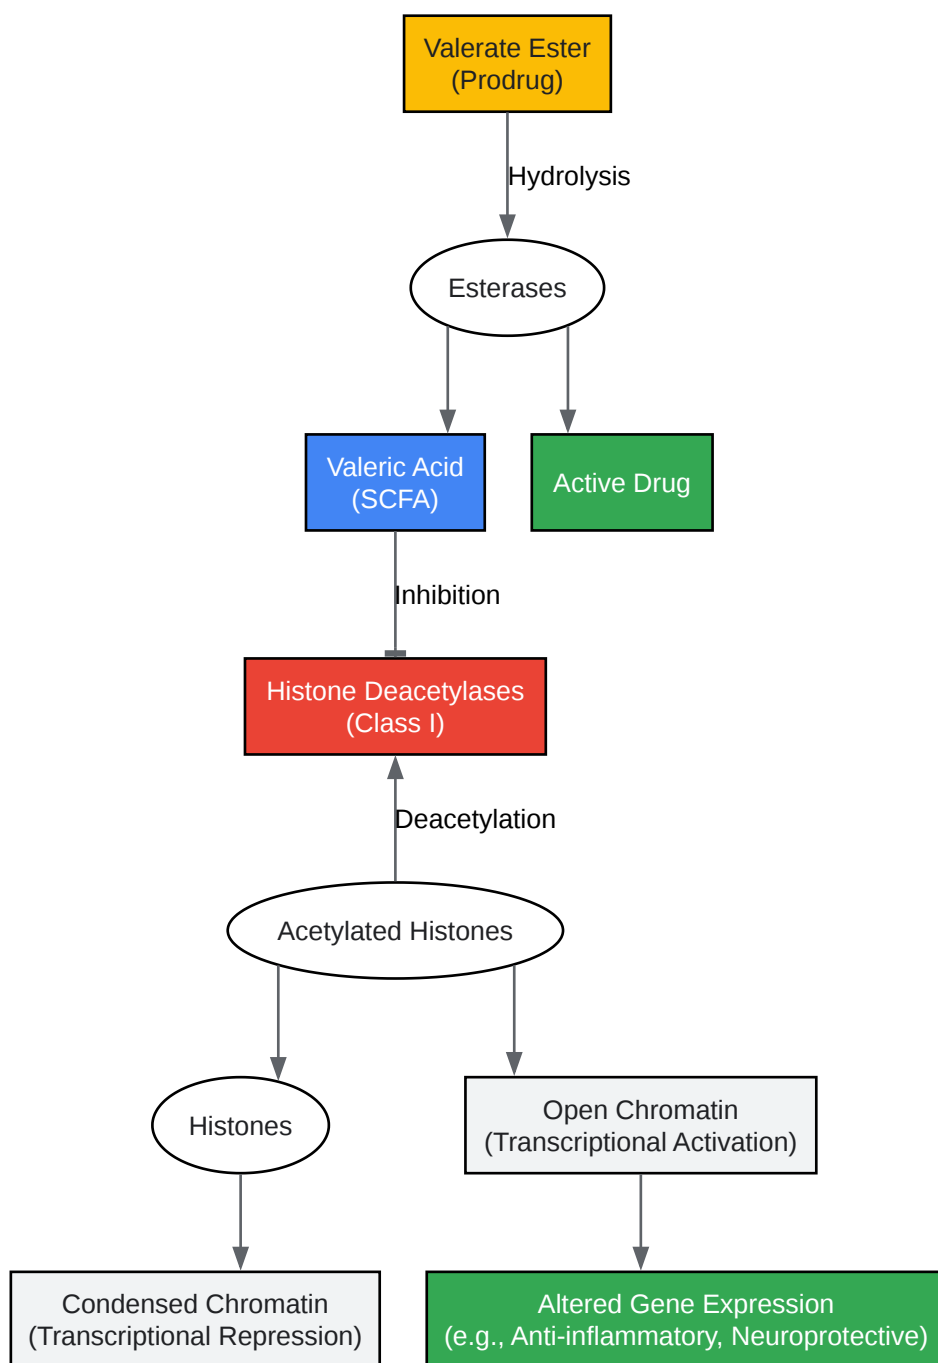 Valerate Ester
(Prodrug)
Hydrolysis
Esterases
Valeric Acid
(SCFA)
Active Drug
Inhibition
Histone Deacetylases
(Class I)
Deacetylation
Acetylated Histones
Histones
Open Chromatin
(Transcriptional Activation)
Condensed Chromatin
(Transcriptional Repression)
Altered Gene Expression
(e.g., Anti-inflammatory, Neuroprotective)